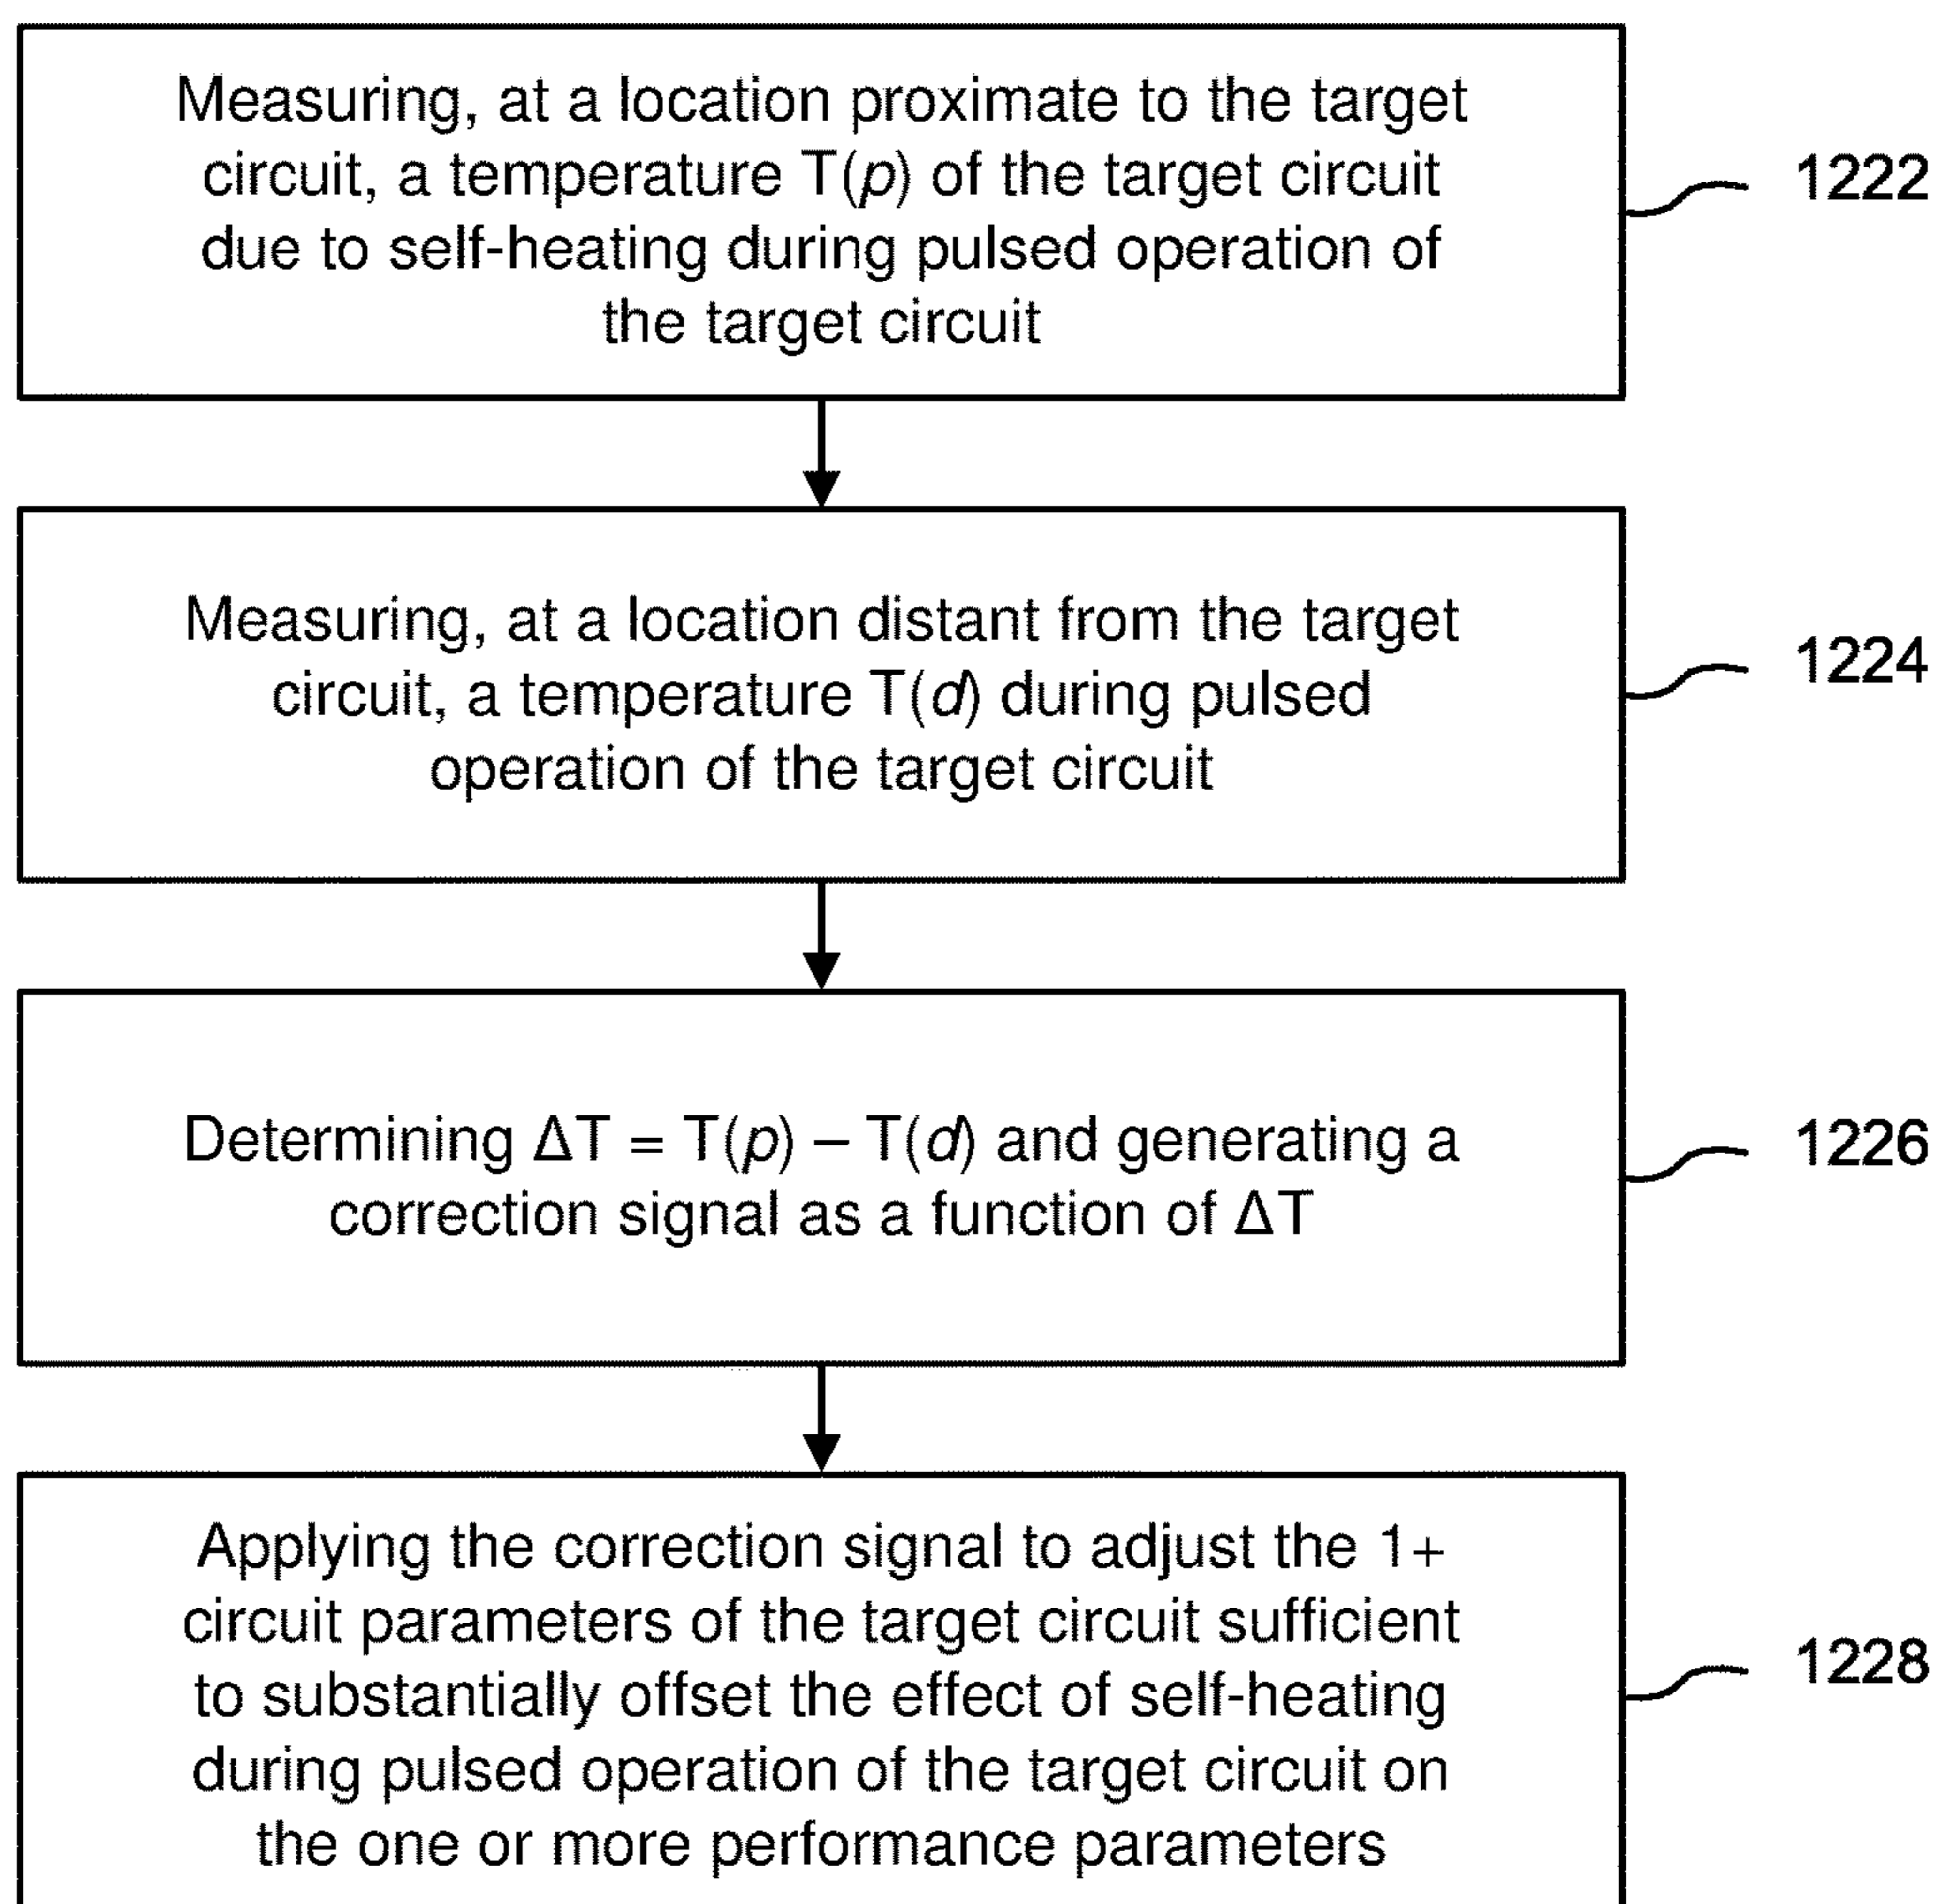 Measuring, at a location proximate to the target
circuit, a temperature T(p) of the target circuit
due to self-heating during pulsed operation of
the target circuit
1222
Measuring, at a location distant from the target
circuit, a temperature T(d) during pulsed
operation of the target circuit
1224
Determining ΔT = T(p) – T(d) and generating a
correction signal as a function of ΔT
1226
Applying the correction signal to adjust the 1+
circuit parameters of the target circuit sufficient
to substantially offset the effect of self-heating
during pulsed operation of the target circuit on
the one or more performance parameters
1228